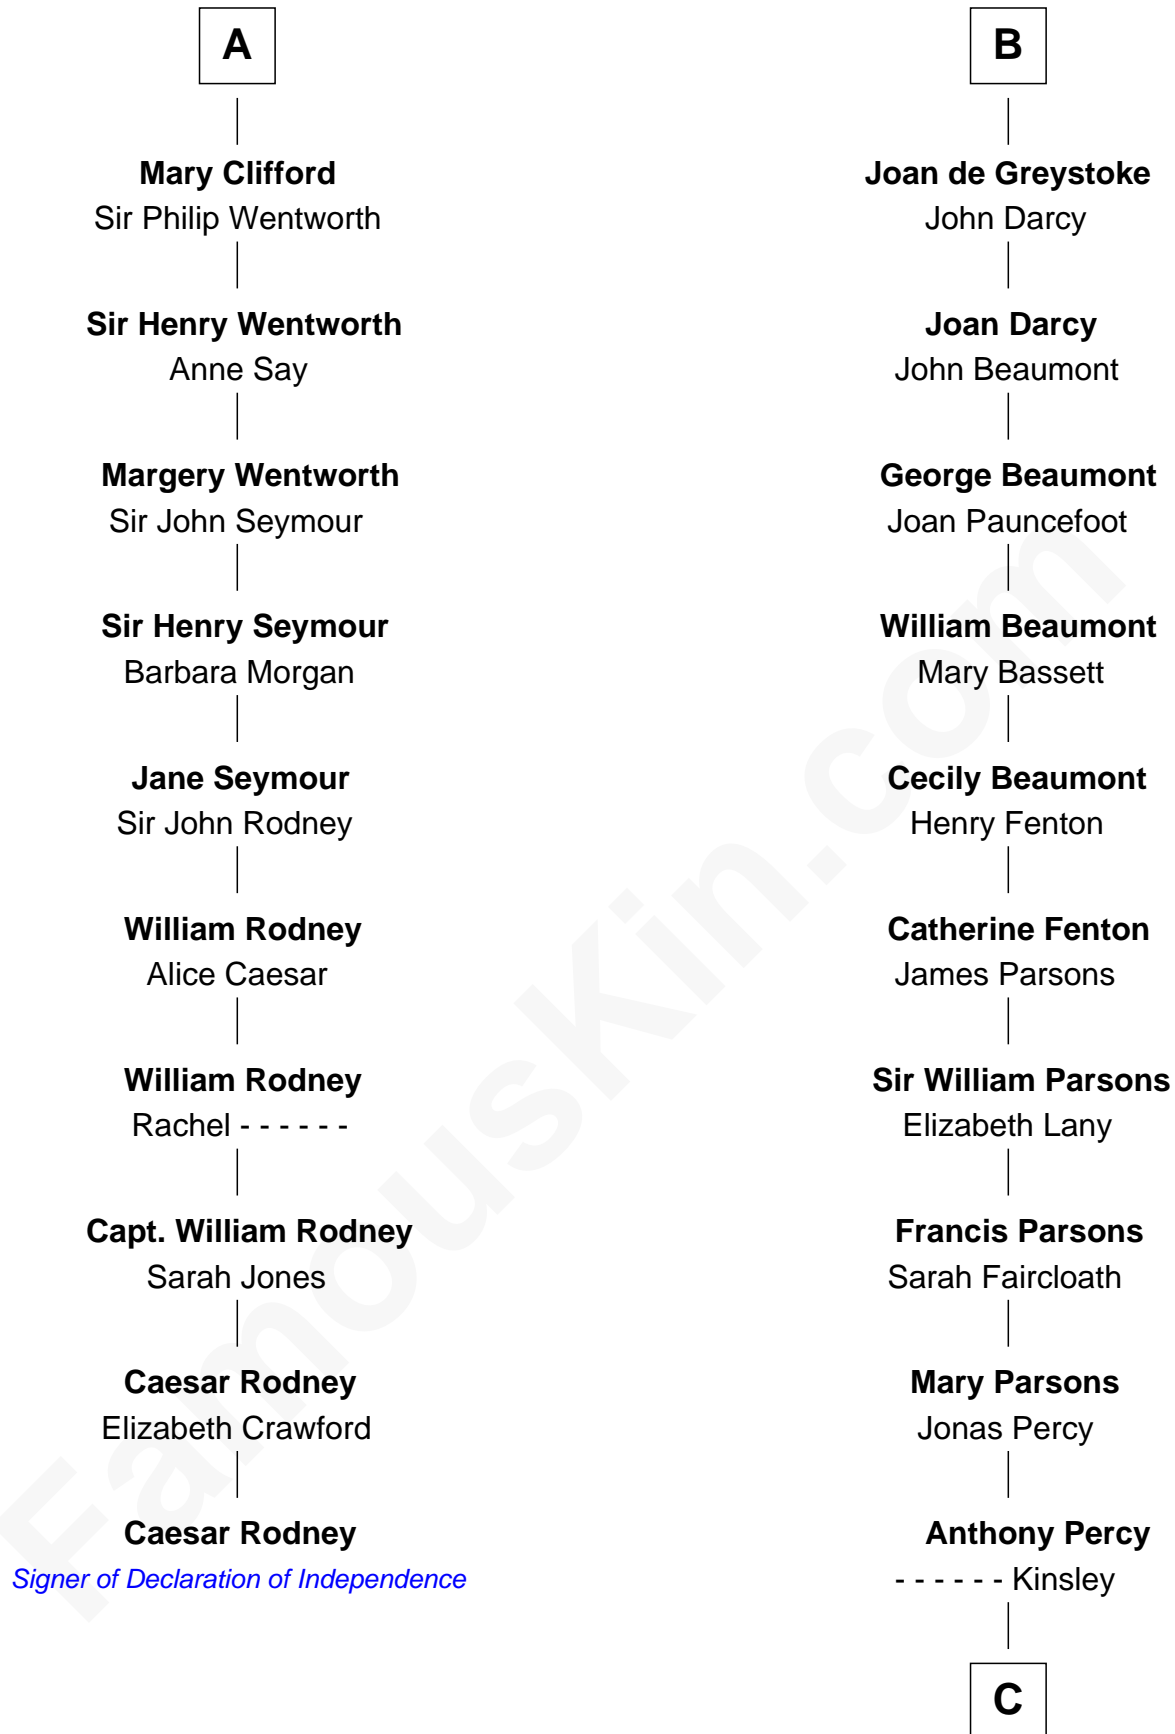 A
Mary Clifford
Sir Philip Wentworth
Sir Henry Wentworth
Anne Say
Margery Wentworth
Sir John Seymour
Sir Henry Seymour
Barbara Morgan
Jane Seymour
Sir John Rodney
William Rodney
Alice Caesar
William Rodney
Rachel - - - - - -
Capt. William Rodney
Sarah Jones
Caesar Rodney
Elizabeth Crawford
Caesar Rodney
Signer of Declaration of Independence
B
Joan de Greystoke
John Darcy
Joan Darcy
John Beaumont
George Beaumont
Joan Pauncefoot
William Beaumont
Mary Bassett
Cecily Beaumont
Henry Fenton
Catherine Fenton
James Parsons
Sir William Parsons
Elizabeth Lany
Francis Parsons
Sarah Faircloath
Mary Parsons
Jonas Percy
Anthony Percy
- - - - - - Kinsley
C
FamousKin.com